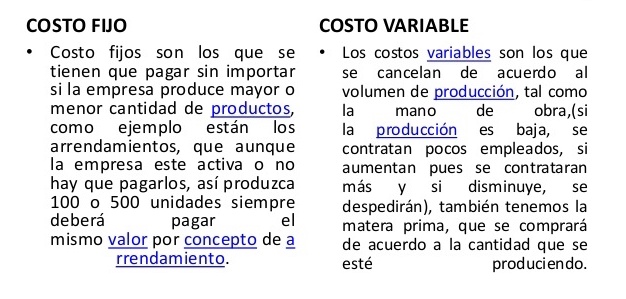 COSTO FIJO
• Costo fijos son los que se
tienen que pagar sin importar
si la empresa produce mayor o
menor cantidad de productos,
como ejemplo están los
arrendamientos, que aunque
la empresa este activa o no
hay que pagarlos, así produzca
100 o 500 unidades siempre
deberá pagar el
mismo valor por concepto de a
rrendamiento.
COSTO VARIABLE
• Los costos variables son los que
se cancelan de acuerdo al
volumen de producción, tal como
la mano de obra,(si
la producción es baja, se
contratan pocos empleados, si
aumentan pues se contrataran
más y si disminuye, se
despedirán), también tenemos la
matera prima, que se comprará
de acuerdo a la cantidad que se
esté produciendo.